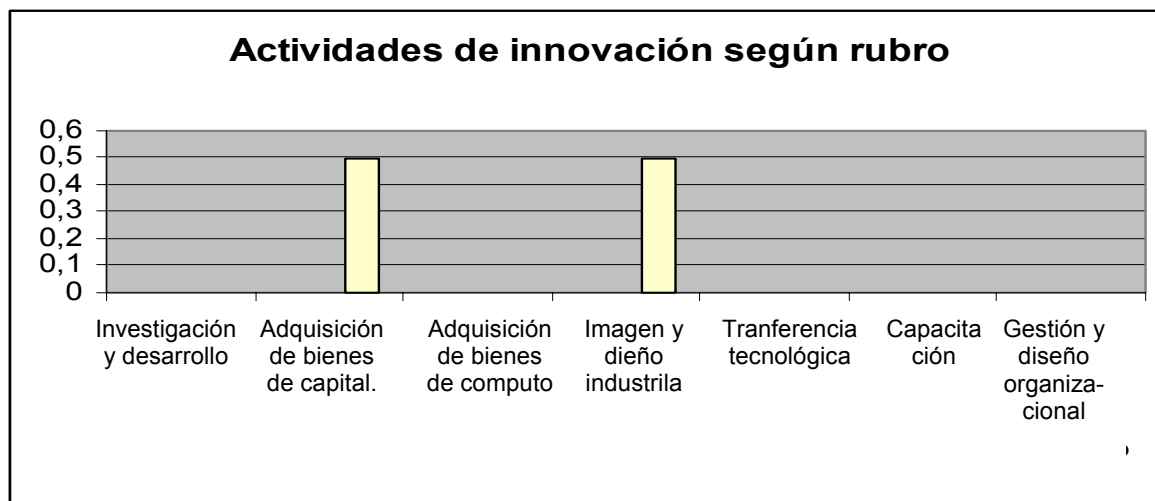 Actividades de innovación según rubro
0,6
0,5
0,4
0,3
0,2
0,1
0
Investigación
y desarrollo
Adquisición
de bienes
de capital.
Adquisición
de bienes
de computo
Imagen y
dieño
industrila
Tranferencia
tecnológica
Capacita
ción
Gestión y
diseño
organiza-
cional